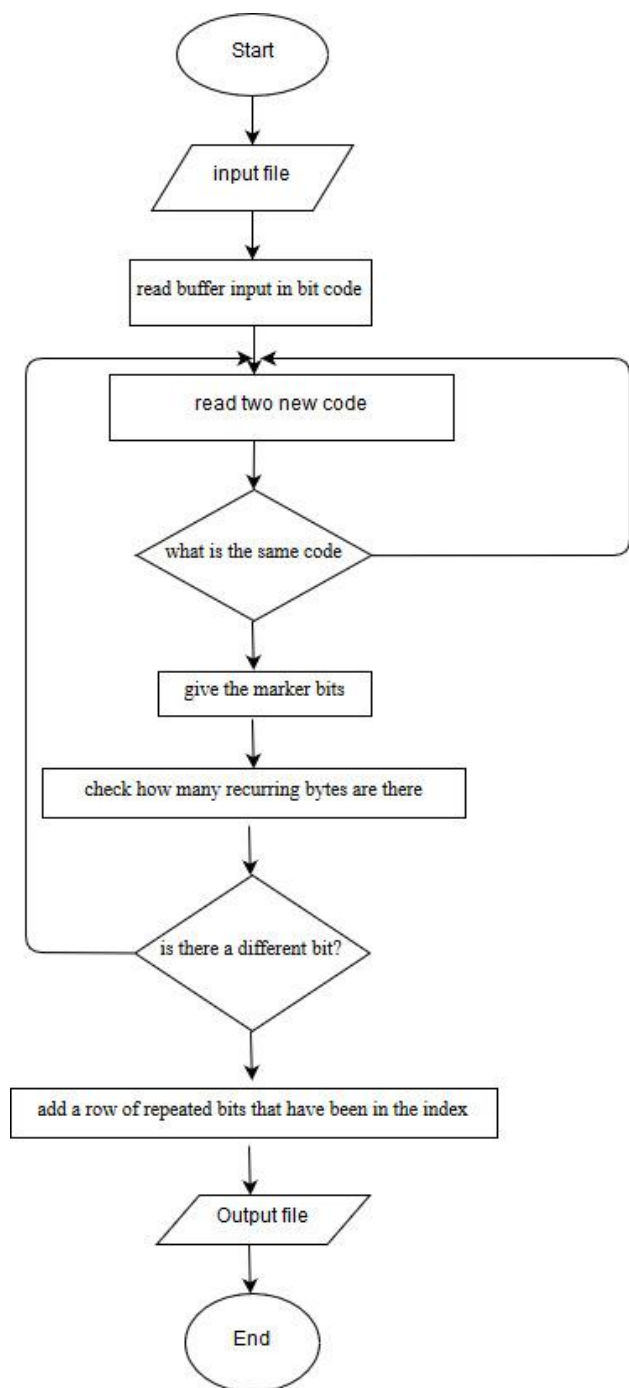 Start
input file
read buffer input in bit code
read two new code
what is the same code
give the marker bits
check how many recurring bytes are there
is there a different bit?
add a row of repeated bits that have been in the index
Output file
End